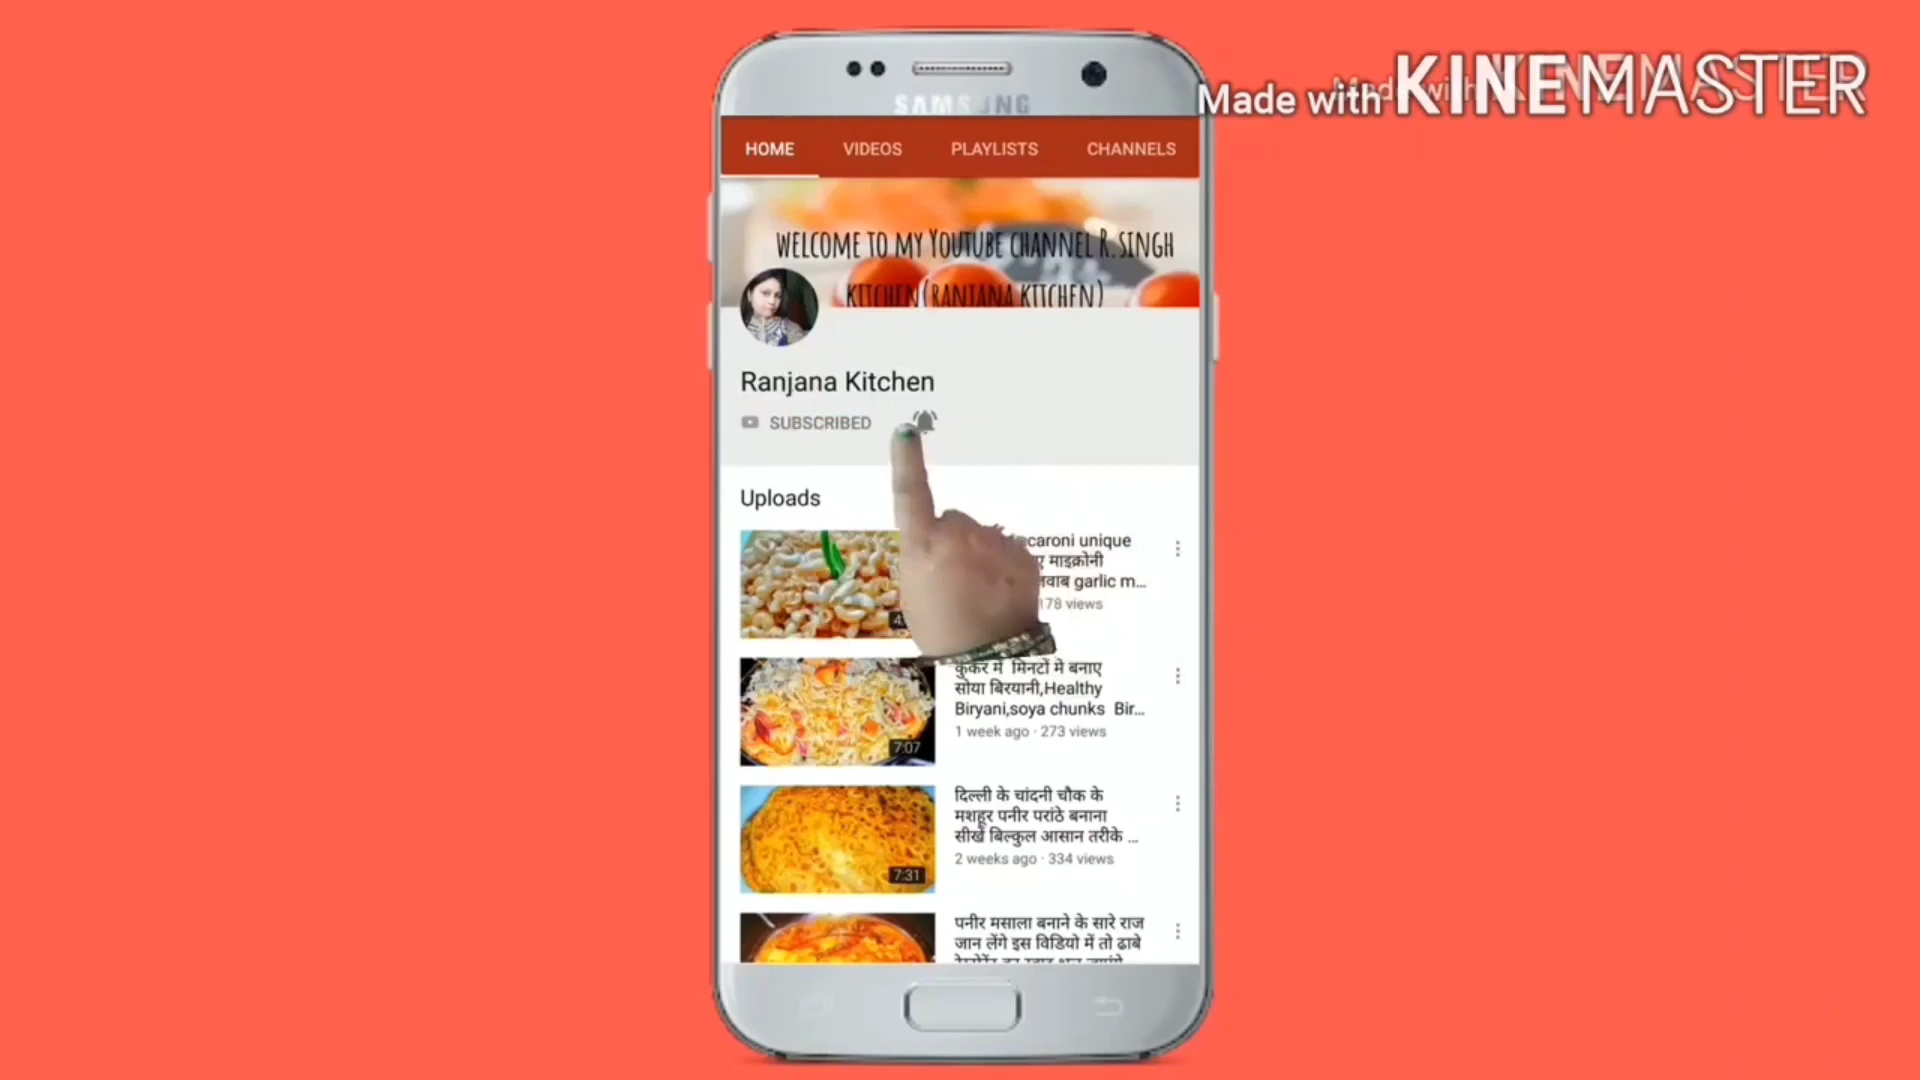 SAMSUNG
Made with KINEMASTER
HOME VIDEOS PLAYLISTS CHANNELS
WELCOME TO MY YOUTUBE CHANNEL R.SINGH
KITCHEN(RANJANA KITCHEN)
Ranjana Kitchen
SUBSCRIBED
Uploads
unique
माइक्रोनी
garlic m...
178 views
कुकर में मिनटों मे बनाए
सोया बिरयानी,Healthy
Biryani,soya chunks Bir...
1 week ago · 273 views
7:07
दिल्ली के चांदनी चौक के
मशहूर पनीर परांठे बनाना
सीखें बिल्कुल आसान तरीके ...
2 weeks ago · 334 views
7:31
पनीर मसाला बनाने के सारे राज
जान लेंगे इस विडियो में तो ढाबे